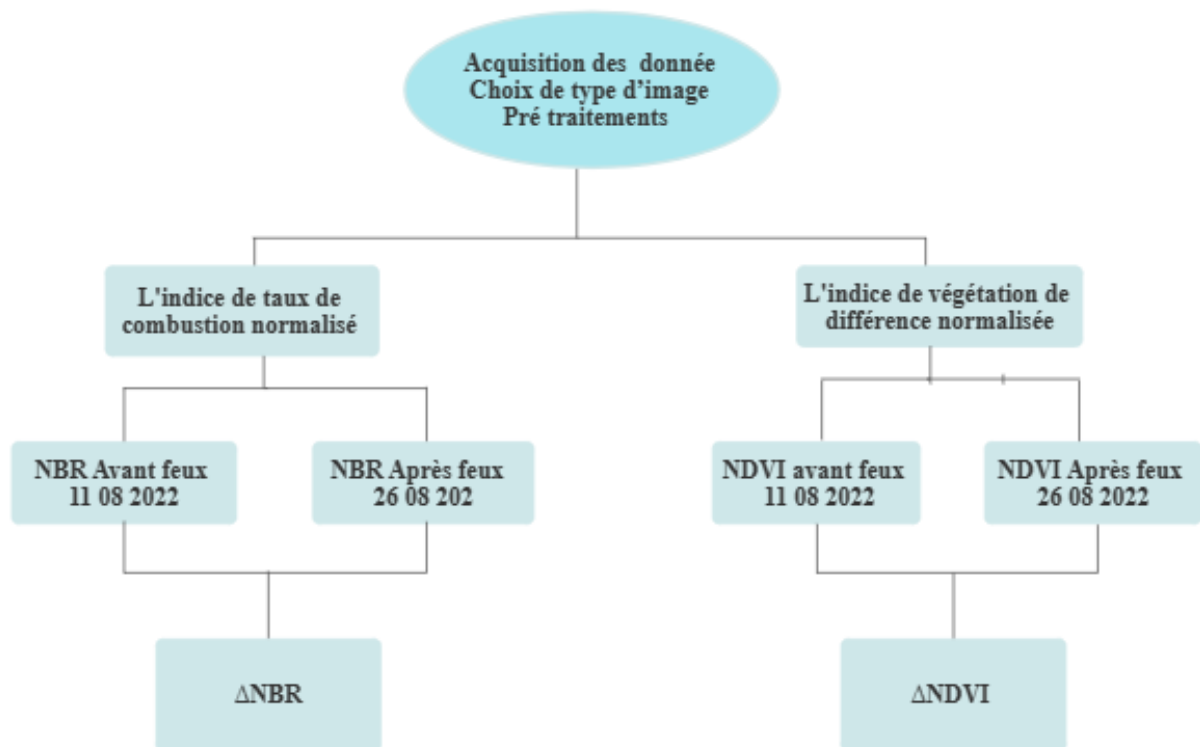 Acquisition des donnée
Choix de type d'image
Pré traitements
L'indice de taux de
combustion normalisé
L'indice de végétation de
différence normalisée
NBR Avant feux
11 08 2022
NBR Après feux
26 08 202
NDVI avant feux
11 08 2022
NDVI Après feux
26 08 2022
ΔNBR
ΔNDVI